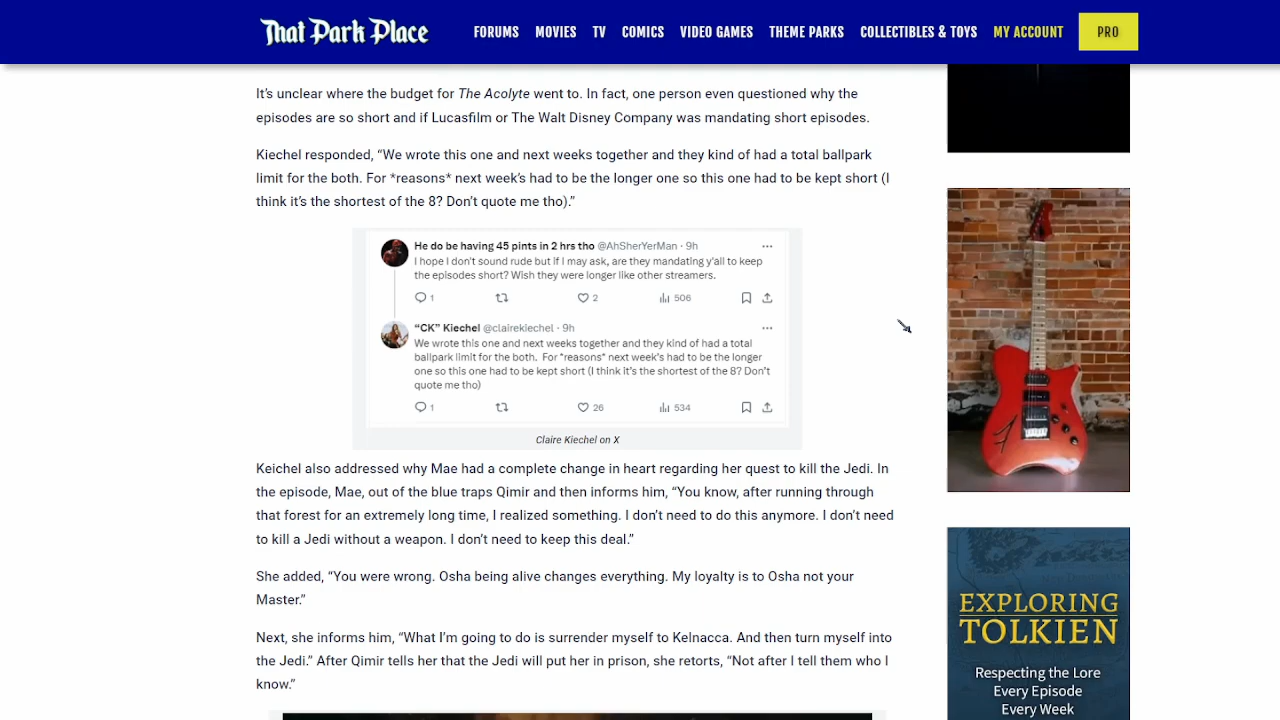 That Park Place
FORUMS MOVIES TV COMICS VIDEO GAMES THEME PARKS COLLECTIBLES & TOYS MY ACCOUNT PRO
It’s unclear where the budget for The Acolyte went to. In fact, one person even questioned why the
episodes are so short and if Lucasfilm or The Walt Disney Company was mandating short episodes.
Kiechel responded, “We wrote this one and next weeks together and they kind of had a total ballpark
limit for the both. For *reasons* next week’s had to be the longer one so this one had to be kept short (I
think it’s the shortest of the 8? Don’t quote me tho).”
He do be having 45 pints in 2 hrs tho @AhSherYerMan · 9h
I hope I don't sound rude but if I may ask, are they mandating y'all to keep
the episodes short? Wish they were longer like other streamers.
1 2 506
“CK” Kiechel @clairekiechel · 9h
We wrote this one and next weeks together and they kind of had a total
ballpark limit for the both. For *reasons* next week's had to be the longer
one so this one had to be kept short (I think it's the shortest of the 8? Don't
quote me tho)
1 26 534
Claire Kiechel on X
Keichel also addressed why Mae had a complete change in heart regarding her quest to kill the Jedi. In
the episode, Mae, out of the blue traps Qimir and then informs him, “You know, after running through
that forest for an extremely long time, I realized something. I don’t need to do this anymore. I don’t need
to kill a Jedi without a weapon. I don’t need to keep this deal.”
She added, “You were wrong. Osha being alive changes everything. My loyalty is to Osha not your
Master.”
Next, she informs him, “What I’m going to do is surrender myself to Kelnacca. And then turn myself into
the Jedi.” After Qimir tells her that the Jedi will put her in prison, she retorts, “Not after I tell them who I
know.”
EXPLORING
TOLKIEN
Respecting the Lore
Every Episode
Every Week